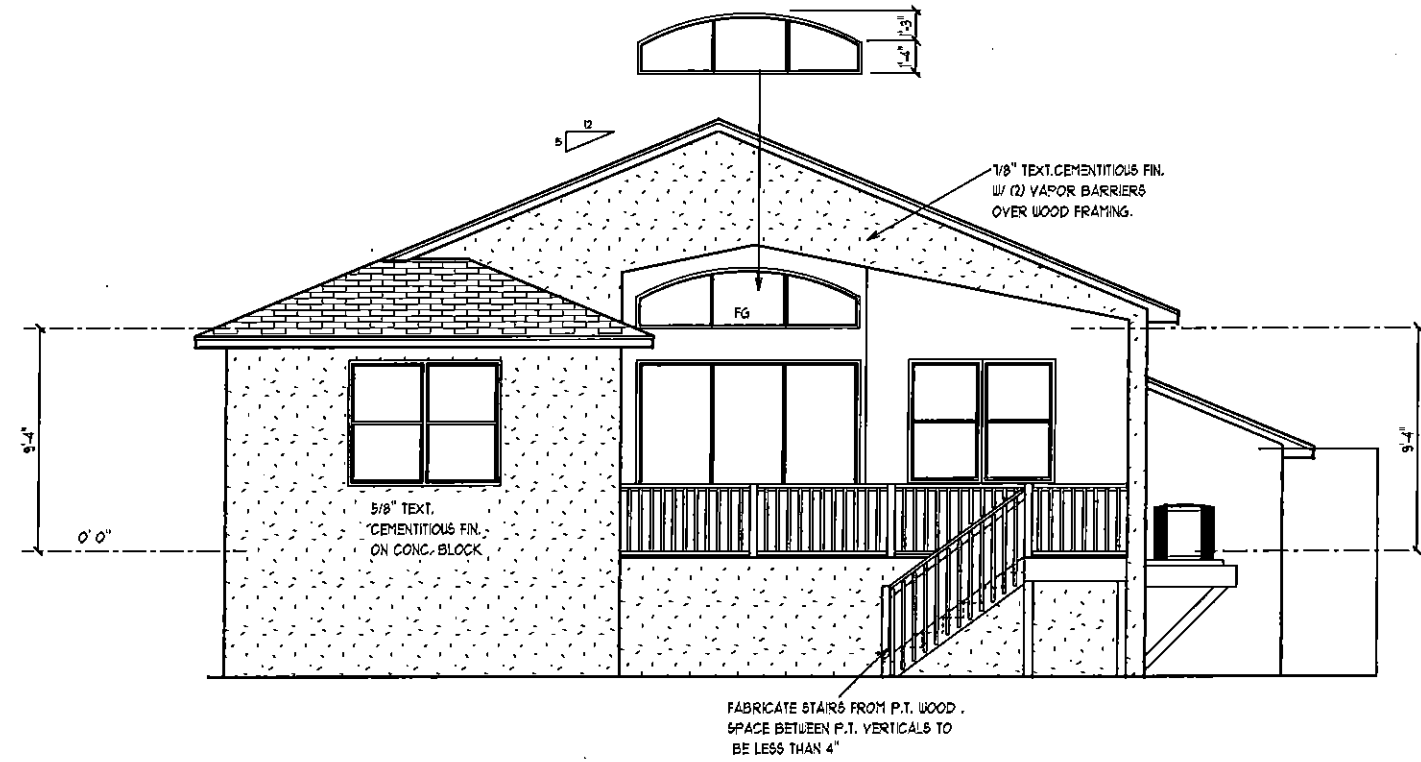 1'-3"
1'-4"
12
5
7/8" TEXT. CEMENTITIOUS FIN.
W/ (2) VAPOR BARRIERS
OVER WOOD FRAMING.
FG
9'-4"
9'-4"
5/8" TEXT.
CEMENTITIOUS FIN.
ON CONC. BLOCK
0' 0"
FABRICATE STAIRS FROM P.T. WOOD.
SPACE BETWEEN P.T. VERTICALS TO
BE LESS THAN 4"